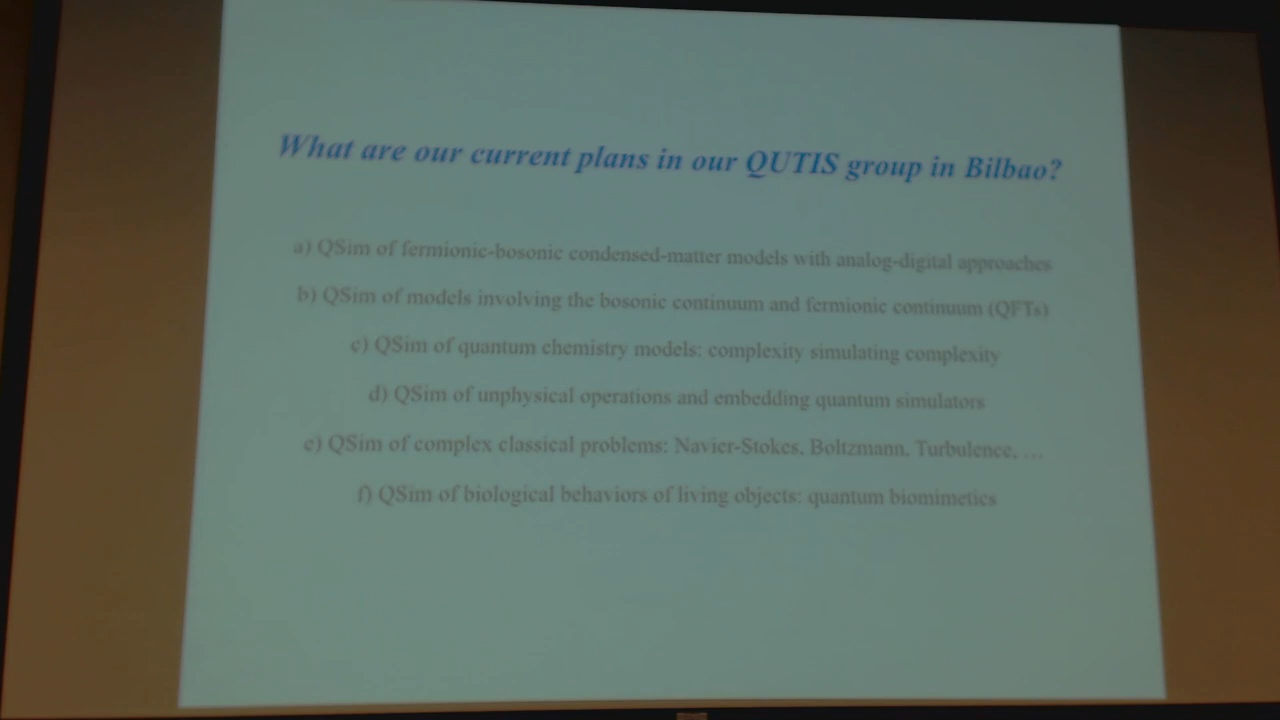 What are our current plans in our QUTIS group in Bilbao?
a) QSim of fermionic-bosonic condensed-matter models with analog-digital approaches
b) QSim of models involving the bosonic continuum and fermionic continuum (QFTs)
c) QSim of quantum chemistry models: complexity simulating complexity
d) QSim of unphysical operations and embedding quantum simulators
e) QSim of complex classical problems: Navier-Stokes, Boltzmann, Turbulence, ...
f) QSim of biological behaviors of living objects: quantum biomimetics